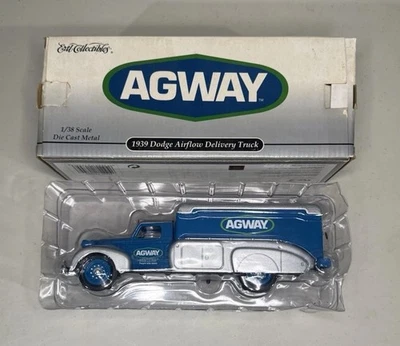 Ertl Collectibles
AGWAY
1/38 Scale
Die Cast Metal
1939 Dodge Airflow Delivery Truck
AGWAY
AGWAY